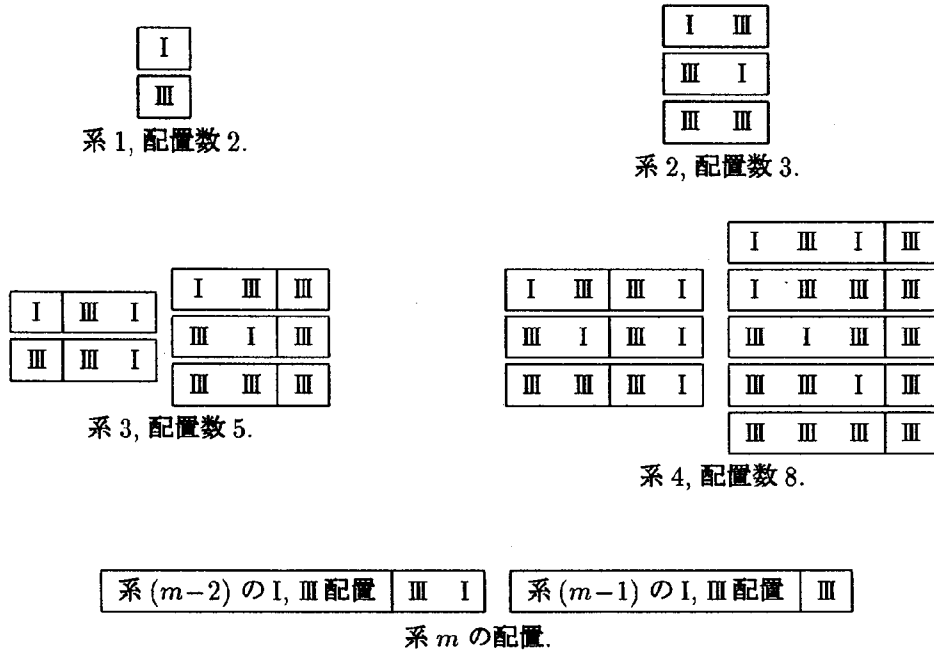 I
Ⅲ
系 1, 配置数 2.
I Ⅲ
Ⅲ I
Ⅲ Ⅲ
系 2, 配置数 3.
I Ⅲ I
Ⅲ Ⅲ I
I Ⅲ Ⅲ
Ⅲ I Ⅲ
Ⅲ Ⅲ Ⅲ
系 3, 配置数 5.
I Ⅲ Ⅲ I
Ⅲ I Ⅲ I
Ⅲ Ⅲ Ⅲ I
I Ⅲ I Ⅲ
I Ⅲ Ⅲ Ⅲ
Ⅲ I Ⅲ Ⅲ
Ⅲ Ⅲ I Ⅲ
Ⅲ Ⅲ Ⅲ Ⅲ
系 4, 配置数 8.
系 (m−2) の I, Ⅲ 配置 Ⅲ I
系 (m−1) の I, Ⅲ 配置 Ⅲ
系 m の配置.